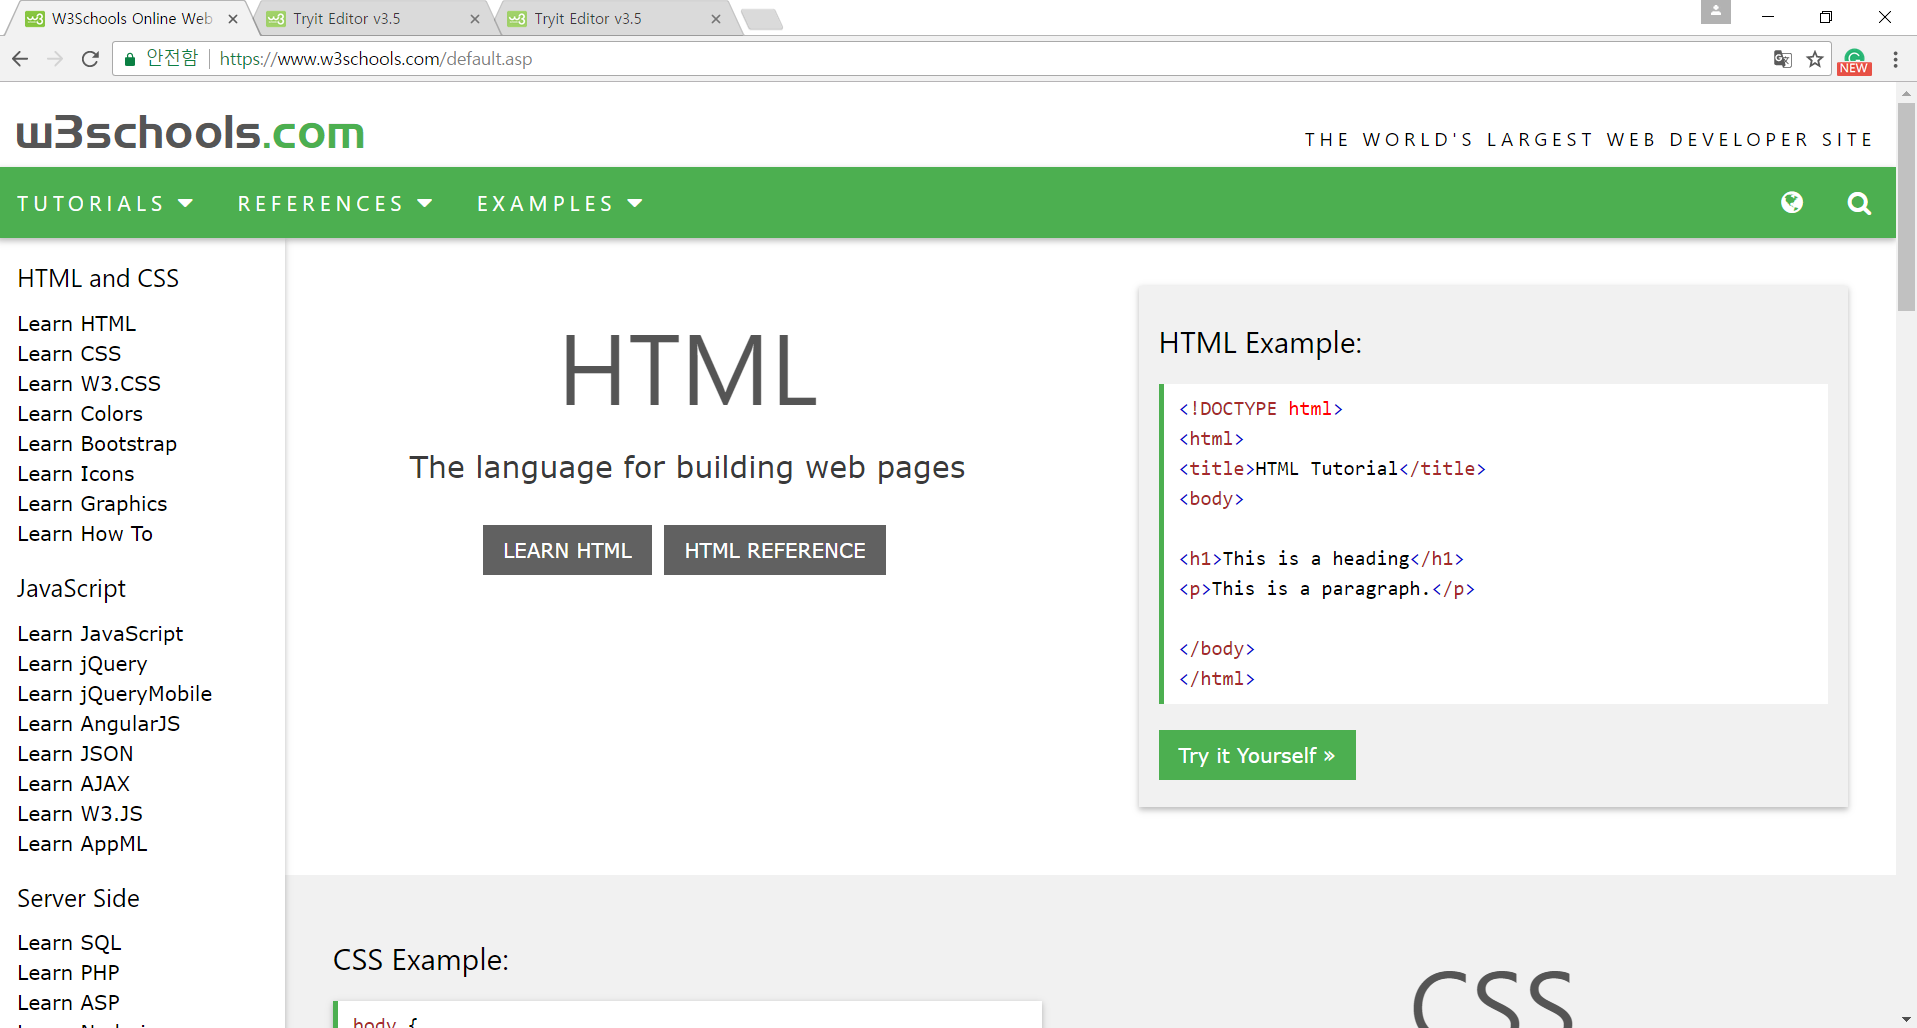 W3Schools Online Web
Tryit Editor v3.5
Tryit Editor v3.5
안전함
https://www.w3schools.com/default.asp
NEW
w3schools.com
THE WORLD'S LARGEST WEB DEVELOPER SITE
TUTORIALS
REFERENCES
EXAMPLES
HTML and CSS
Learn HTML
Learn CSS
Learn W3.CSS
Learn Colors
Learn Bootstrap
Learn Icons
Learn Graphics
Learn How To
JavaScript
Learn JavaScript
Learn jQuery
Learn jQueryMobile
Learn AngularJS
Learn JSON
Learn AJAX
Learn W3.JS
Learn AppML
Server Side
Learn SQL
Learn PHP
Learn ASP
HTML
The language for building web pages
LEARN HTML
HTML REFERENCE
HTML Example:
<!DOCTYPE html>
<html>
<title>HTML Tutorial</title>
<body>
<h1>This is a heading</h1>
<p>This is a paragraph.</p>
</body>
</html>
Try it Yourself »
CSS Example:
body {
CSS